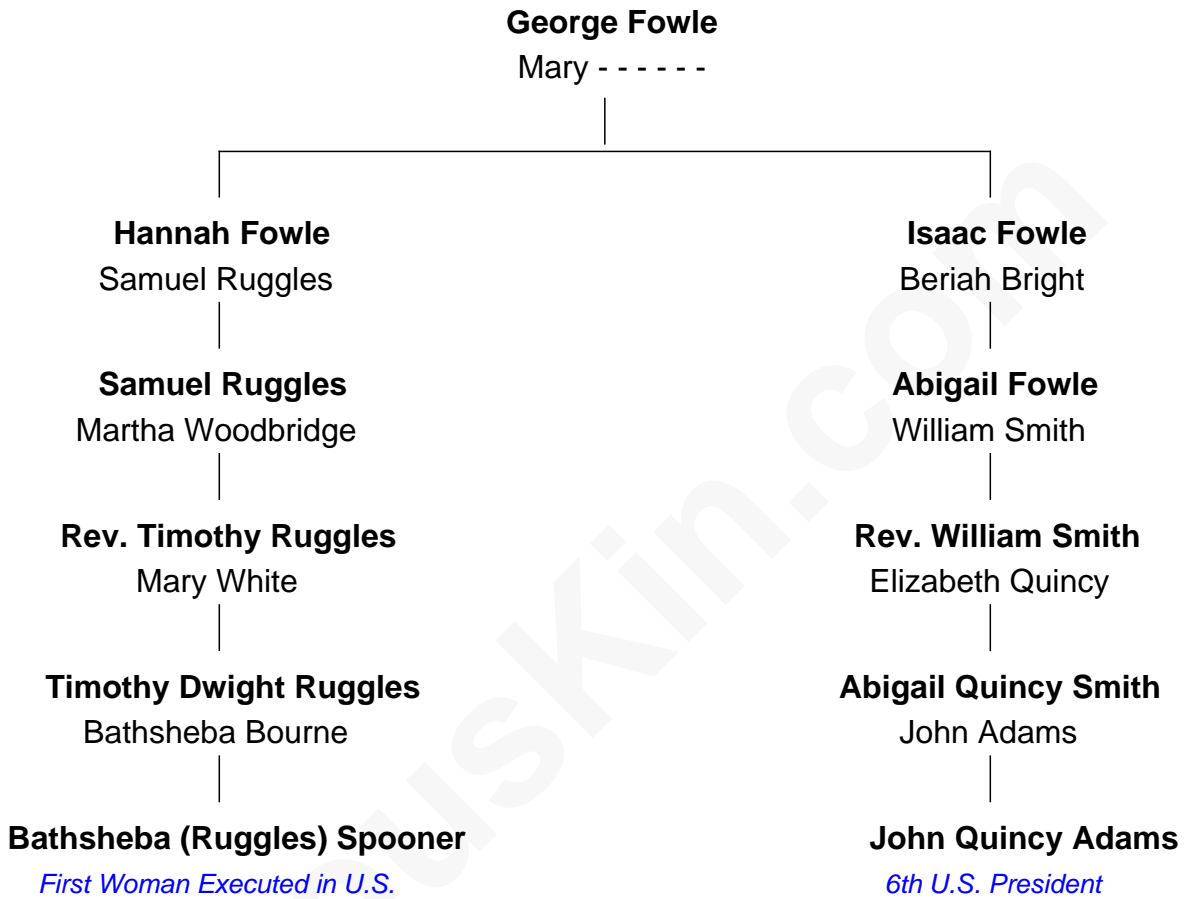 George Fowle
Mary - - - - - -
Hannah Fowle
Samuel Ruggles
Isaac Fowle
Beriah Bright
Samuel Ruggles
Martha Woodbridge
Abigail Fowle
William Smith
Rev. Timothy Ruggles
Mary White
Rev. William Smith
Elizabeth Quincy
Timothy Dwight Ruggles
Bathsheba Bourne
Abigail Quincy Smith
John Adams
Bathsheba (Ruggles) Spooner
First Woman Executed in U.S.
John Quincy Adams
6th U.S. President
usKin.com